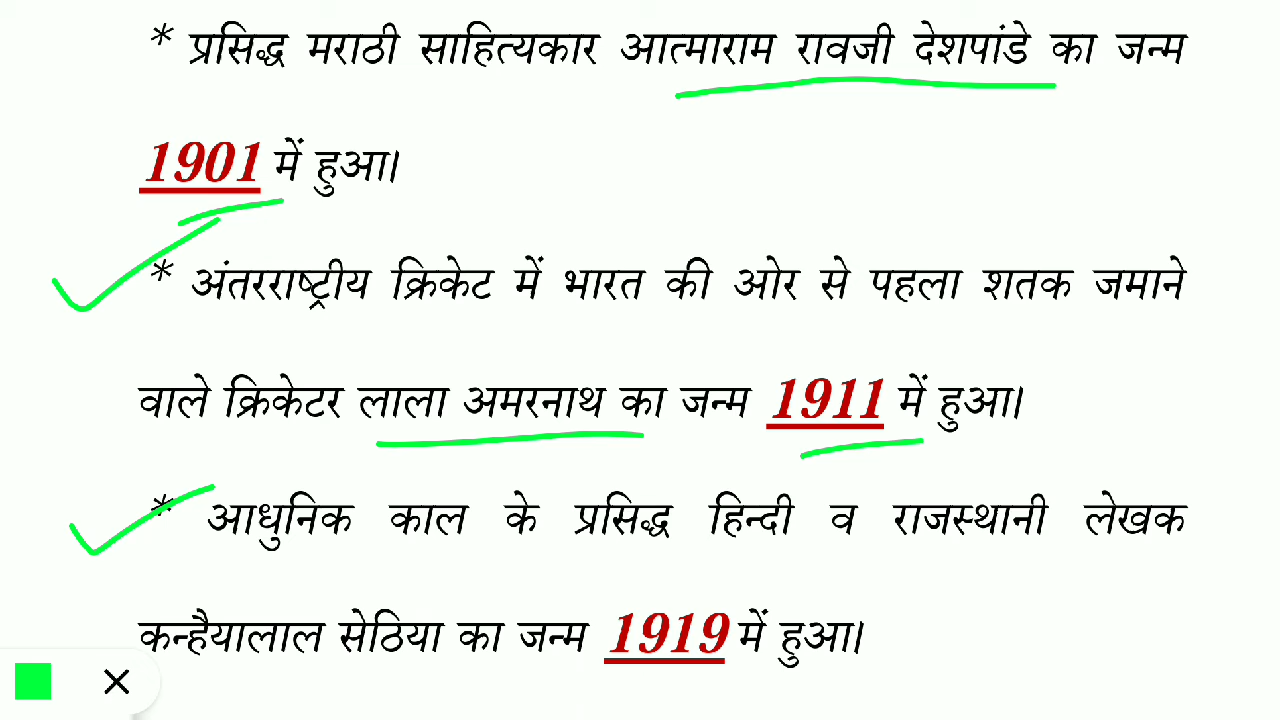 * प्रसिद्ध मराठी साहित्यकार आत्माराम रावजी देशपांडे का जन्म
1901 में हुआ।
* अंतरराष्ट्रीय क्रिकेट में भारत की ओर से पहला शतक जमाने
वाले क्रिकेटर लाला अमरनाथ का जन्म 1911 में हुआ।
* आधुनिक काल के प्रसिद्ध हिन्दी व राजस्थानी लेखक
कन्हैयालाल सेठिया का जन्म 1919 में हुआ।